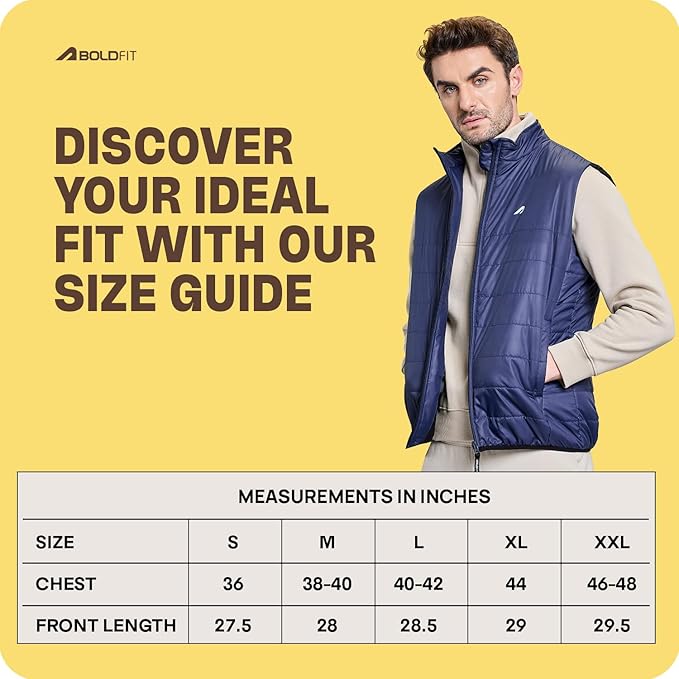 BOLDFIT
DISCOVER
YOUR IDEAL
FIT WITH OUR
SIZE GUIDE
MEASUREMENTS IN INCHES
SIZE S M L XL XXL
CHEST 36 38-40 40-42 44 46-48
FRONT LENGTH 27.5 28 28.5 29 29.5